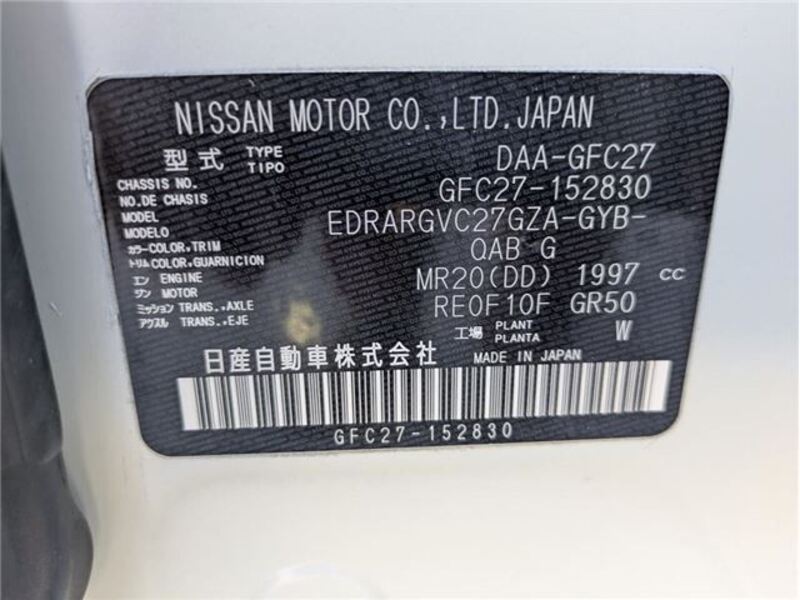 NISSAN MOTOR CO.,LTD.JAPAN
型式 TYPE TIPO DAA-GFC27
CHASSIS NO. NO.DE CHASIS GFC27-152830
MODEL MODELO EDRARGVC27GZA-GYB-
カラー COLOR,TRIM トリム COLOR,GUARNICION QAB G
エン ENGINE ジン MOTOR MR20(DD) 1997 cc
ミッション TRANS.,AXLE アクスル TRANS.,EJE RE0F10F GR50
工場 PLANT PLANTA W
日産自動車株式会社 MADE IN JAPAN
GFC27-152830